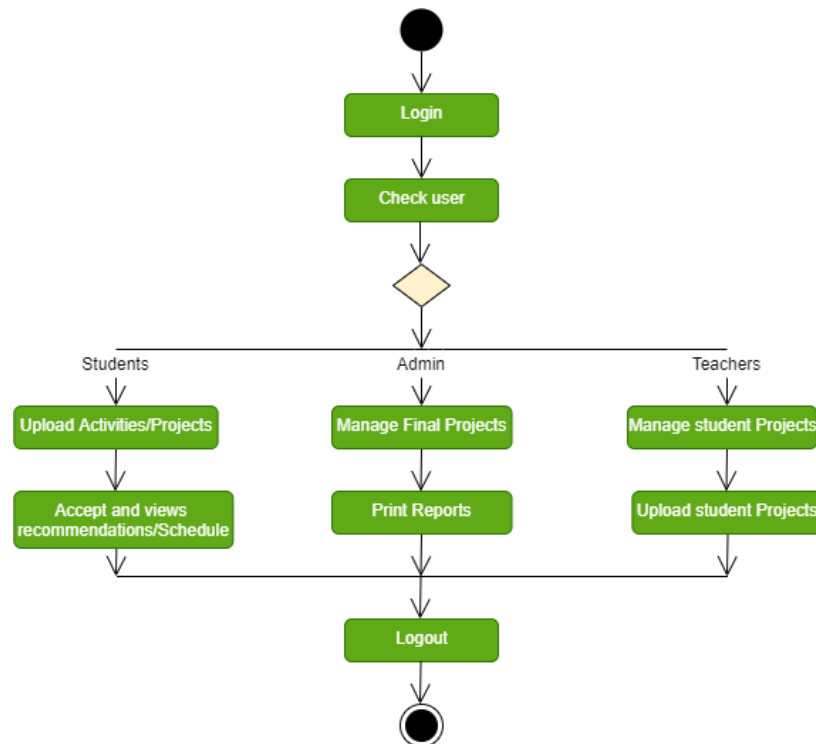 Login
Check user
Students
Admin
Teachers
Upload Activities/Projects
Manage Final Projects
Manage student Projects
Accept and views
recommendations/Schedule
Print Reports
Upload student Projects
Logout